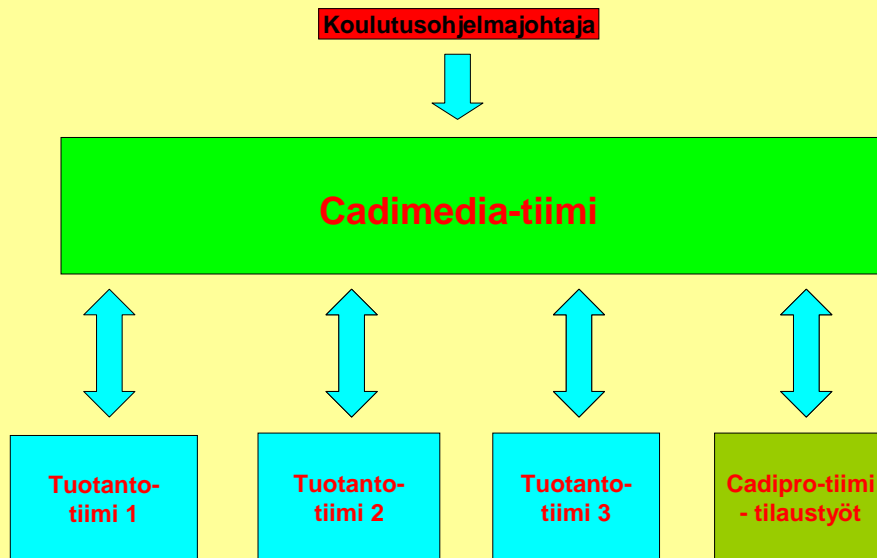 Koulutusohjelmajohtaja
Cadimedia-tiimi
Tuotanto-
tiimi 1
Tuotanto-
tiimi 2
Tuotanto-
tiimi 3
Cadipro-tiimi
- tilaustyöt